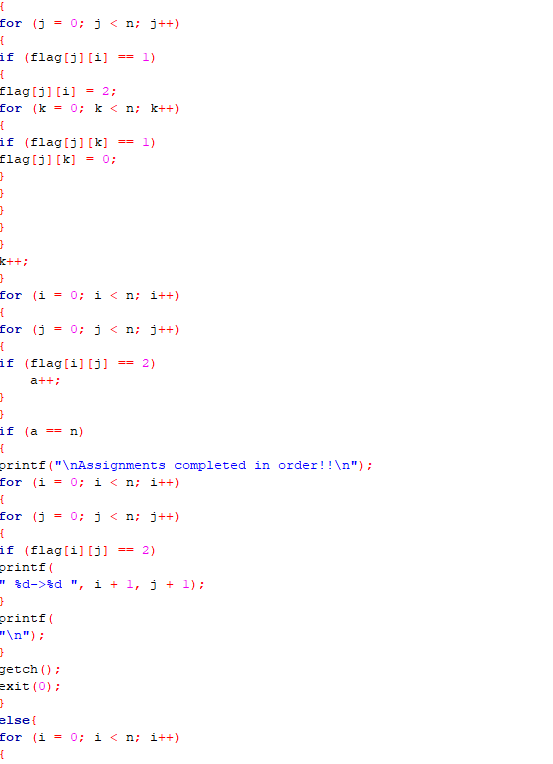 {
for (j = 0; j < n; j++)
{
if (flag[j][i] == 1)
{
flag[j][i] = 2;
for (k = 0; k < n; k++)
{
if (flag[j][k] == 1)
flag[j][k] = 0;
}
}
}
}
}
k++;
}
for (i = 0; i < n; i++)
{
for (j = 0; j < n; j++)
{
if (flag[i][j] == 2)
a++;
}
}
if (a == n)
{
printf("\nAssignments completed in order!!\n");
for (i = 0; i < n; i++)
{
for (j = 0; j < n; j++)
{
if (flag[i][j] == 2)
printf(
" %d->%d ", i + 1, j + 1);
}
printf(
"\n");
}
getch();
exit(0);
}
else{
for (i = 0; i < n; i++)
{